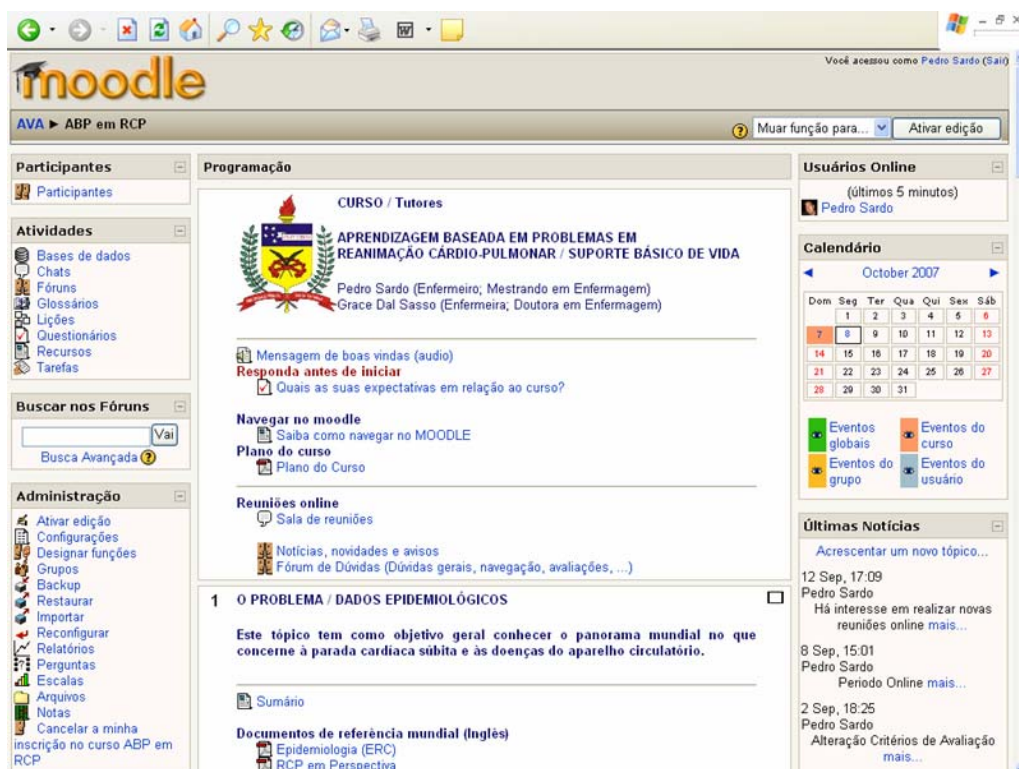 moodle
Você acessou como Pedro Sardo (Sair)
AVA ► ABP em RCP
Muar função para...
Ativar edição
Participantes
Participantes
Atividades
Bases de dados
Chats
Fóruns
Glossários
Lições
Questionários
Recursos
Tarefas
Buscar nos Fóruns
Vai
Busca Avançada
Administração
Ativar edição
Configurações
Designar funções
Grupos
Backup
Restaurar
Importar
Reconfigurar
Relatórios
Perguntas
Escalas
Arquivos
Notas
Cancelar a minha
inscrição no curso ABP em
RCP
Programação
CURSO / Tutores
APRENDIZAGEM BASEADA EM PROBLEMAS EM
REANIMAÇÃO CÁRDIO-PULMONAR / SUPORTE BÁSICO DE VIDA
Pedro Sardo (Enfermeiro; Mestrando em Enfermagem)
Grace Dal Sasso (Enfermeira; Doutora em Enfermagem)
Mensagem de boas vindas (audio)
Responda antes de iniciar
Quais as suas expectativas em relação ao curso?
Navegar no moodle
Saiba como navegar no MOODLE
Plano do curso
Plano do Curso
Reuniões online
Sala de reuniões
Notícias, novidades e avisos
Fórum de Dúvidas (Dúvidas gerais, navegação, avaliações, ...)
1 O PROBLEMA / DADOS EPIDEMIOLÓGICOS
Este tópico tem como objetivo geral conhecer o panorama mundial no que
concerne à parada cardíaca súbita e às doenças do aparelho circulatório.
Sumário
Documentos de referência mundial (Inglês)
Epidemiologia (ERC)
RCP em Perspectiva
Usuários Online
(últimos 5 minutos)
Pedro Sardo
Calendário
◄ October 2007 ►
Dom Seg Ter Qua Qui Sex Sáb
1 2 3 4 5 6
7 8 9 10 11 12 13
14 15 16 17 18 19 20
21 22 23 24 25 26 27
28 29 30 31
Eventos globais
Eventos do curso
Eventos do grupo
Eventos do usuário
Últimas Notícias
Acrescentar um novo tópico...
12 Sep, 17:09
Pedro Sardo
Há interesse em realizar novas
reuniões online mais...
8 Sep, 15:01
Pedro Sardo
Periodo Online mais...
2 Sep, 18:25
Pedro Sardo
Alteração Critérios de Avaliação
mais...